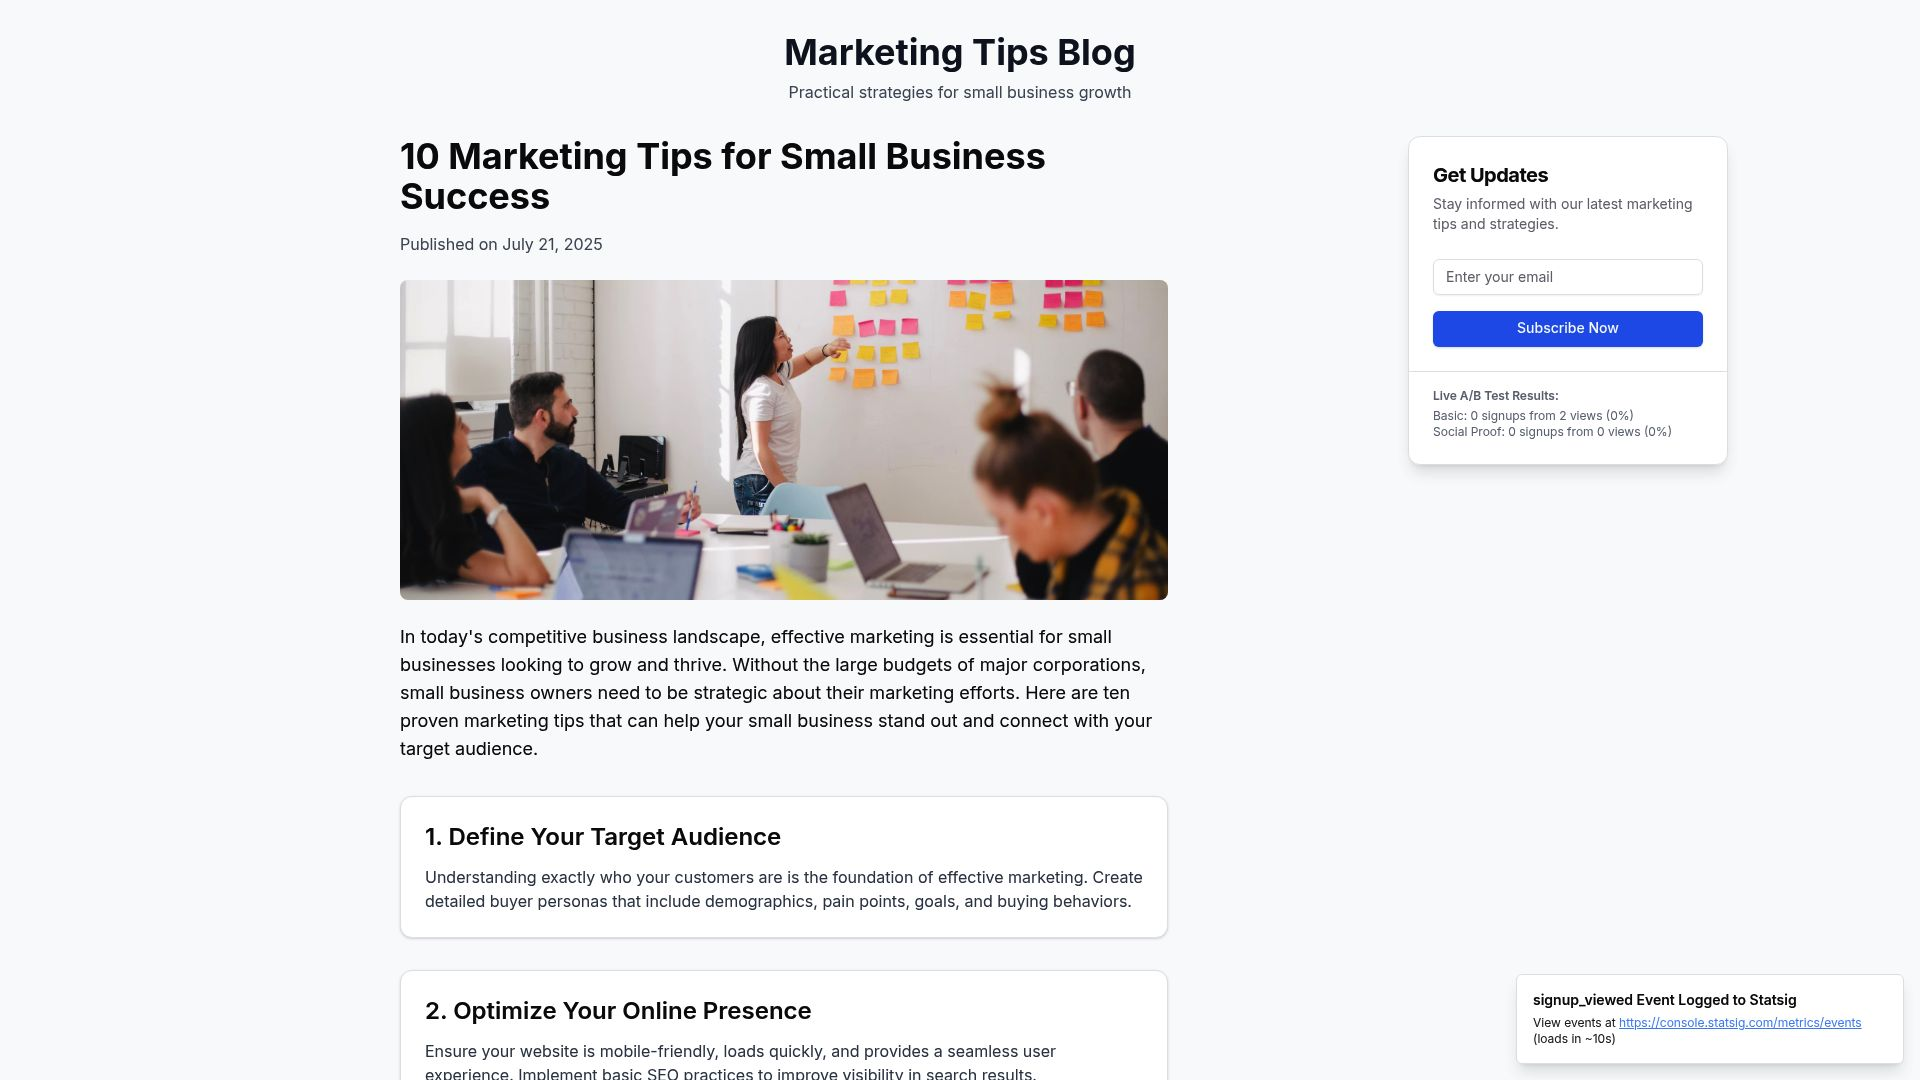 Marketing Tips Blog
Practical strategies for small business growth
10 Marketing Tips for Small Business
Success
Published on July 21, 2025
In today's competitive business landscape, effective marketing is essential for small
businesses looking to grow and thrive. Without the large budgets of major corporations,
small business owners need to be strategic about their marketing efforts. Here are ten
proven marketing tips that can help your small business stand out and connect with your
target audience.
1. Define Your Target Audience
Understanding exactly who your customers are is the foundation of effective marketing. Create
detailed buyer personas that include demographics, pain points, goals, and buying behaviors.
2. Optimize Your Online Presence
Ensure your website is mobile-friendly, loads quickly, and provides a seamless user
experience. Implement basic SEO practices to improve visibility in search results.
Get Updates
Stay informed with our latest marketing
tips and strategies.
Enter your email
Subscribe Now
Live A/B Test Results:
Basic: 0 signups from 2 views (0%)
Social Proof: 0 signups from 0 views (0%)
signup_viewed Event Logged to Statsig
View events at https://console.statsig.com/metrics/events
(loads in ~10s)